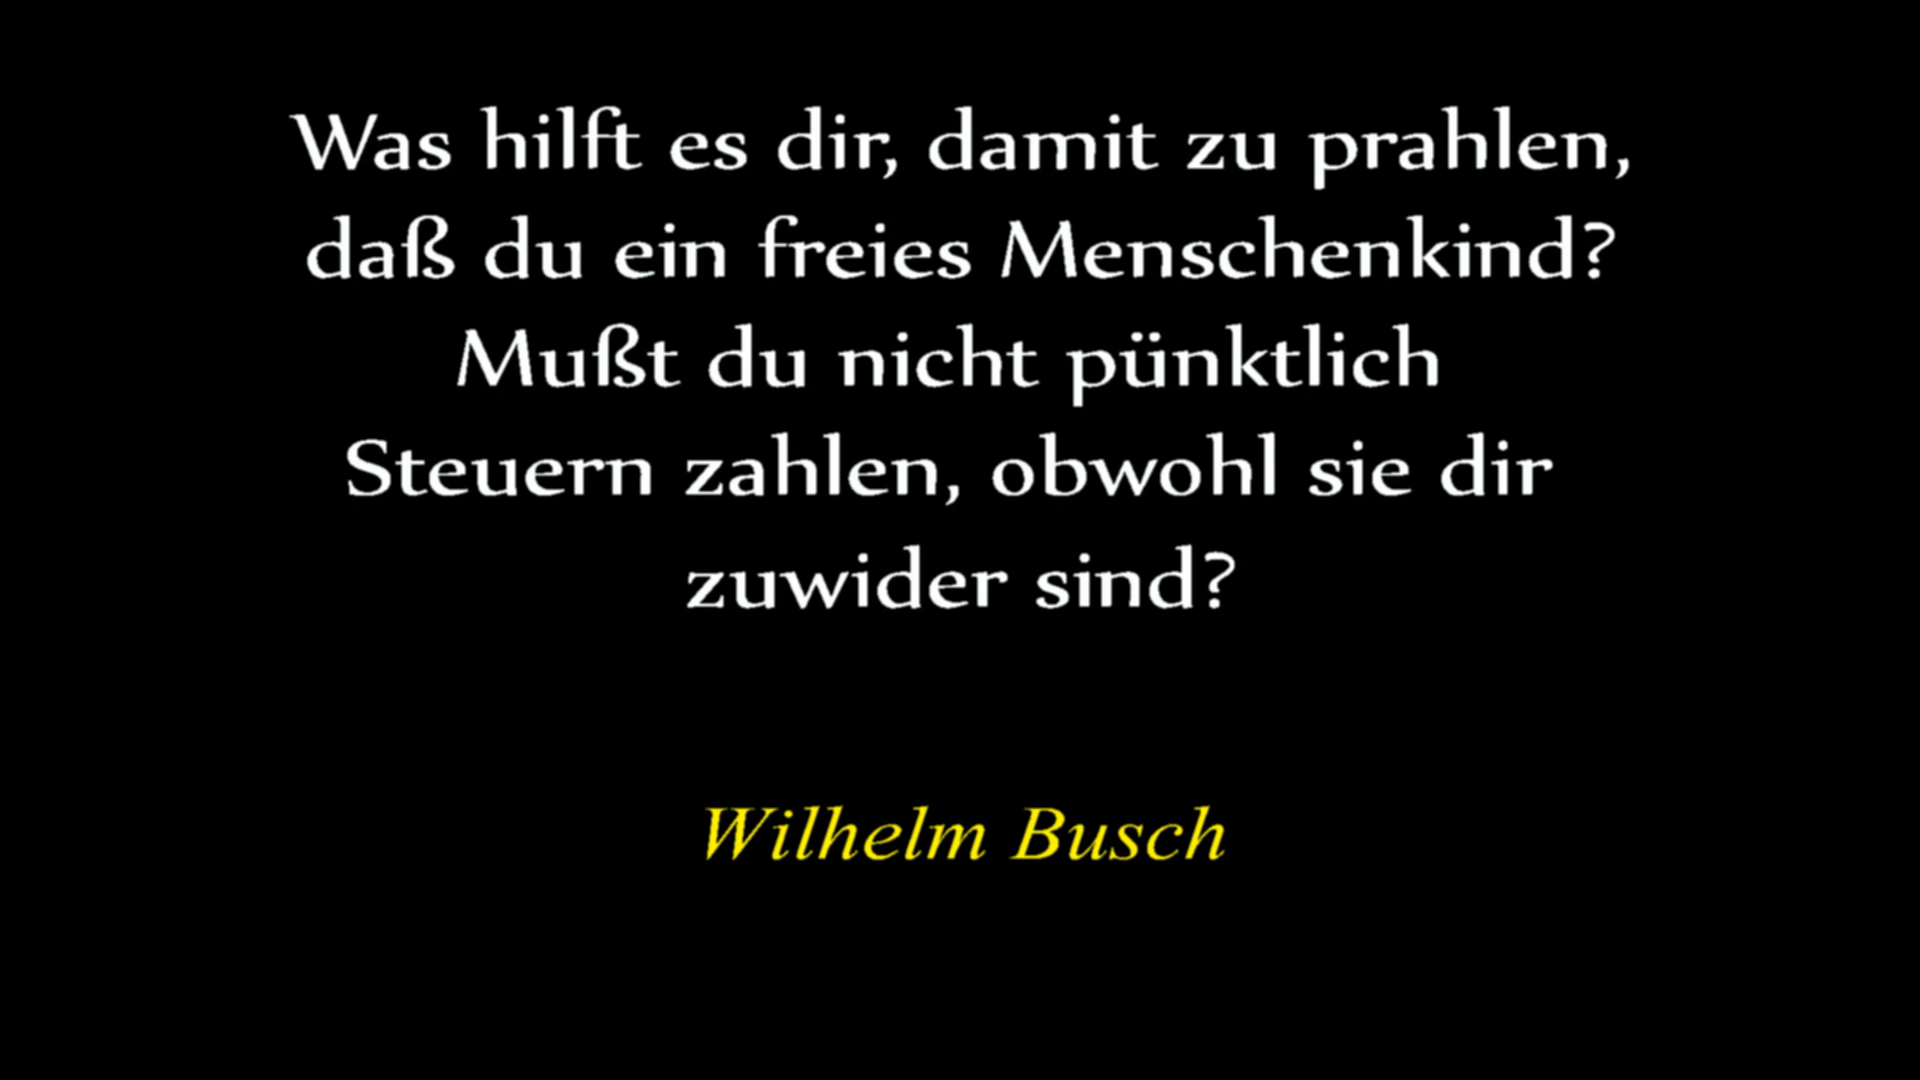 Was hilft es dir, damit zu prahlen,
daß du ein freies Menschenkind?
Mußt du nicht pünktlich
Steuern zahlen, obwohl sie dir
zuwider sind?
Wilhelm Busch